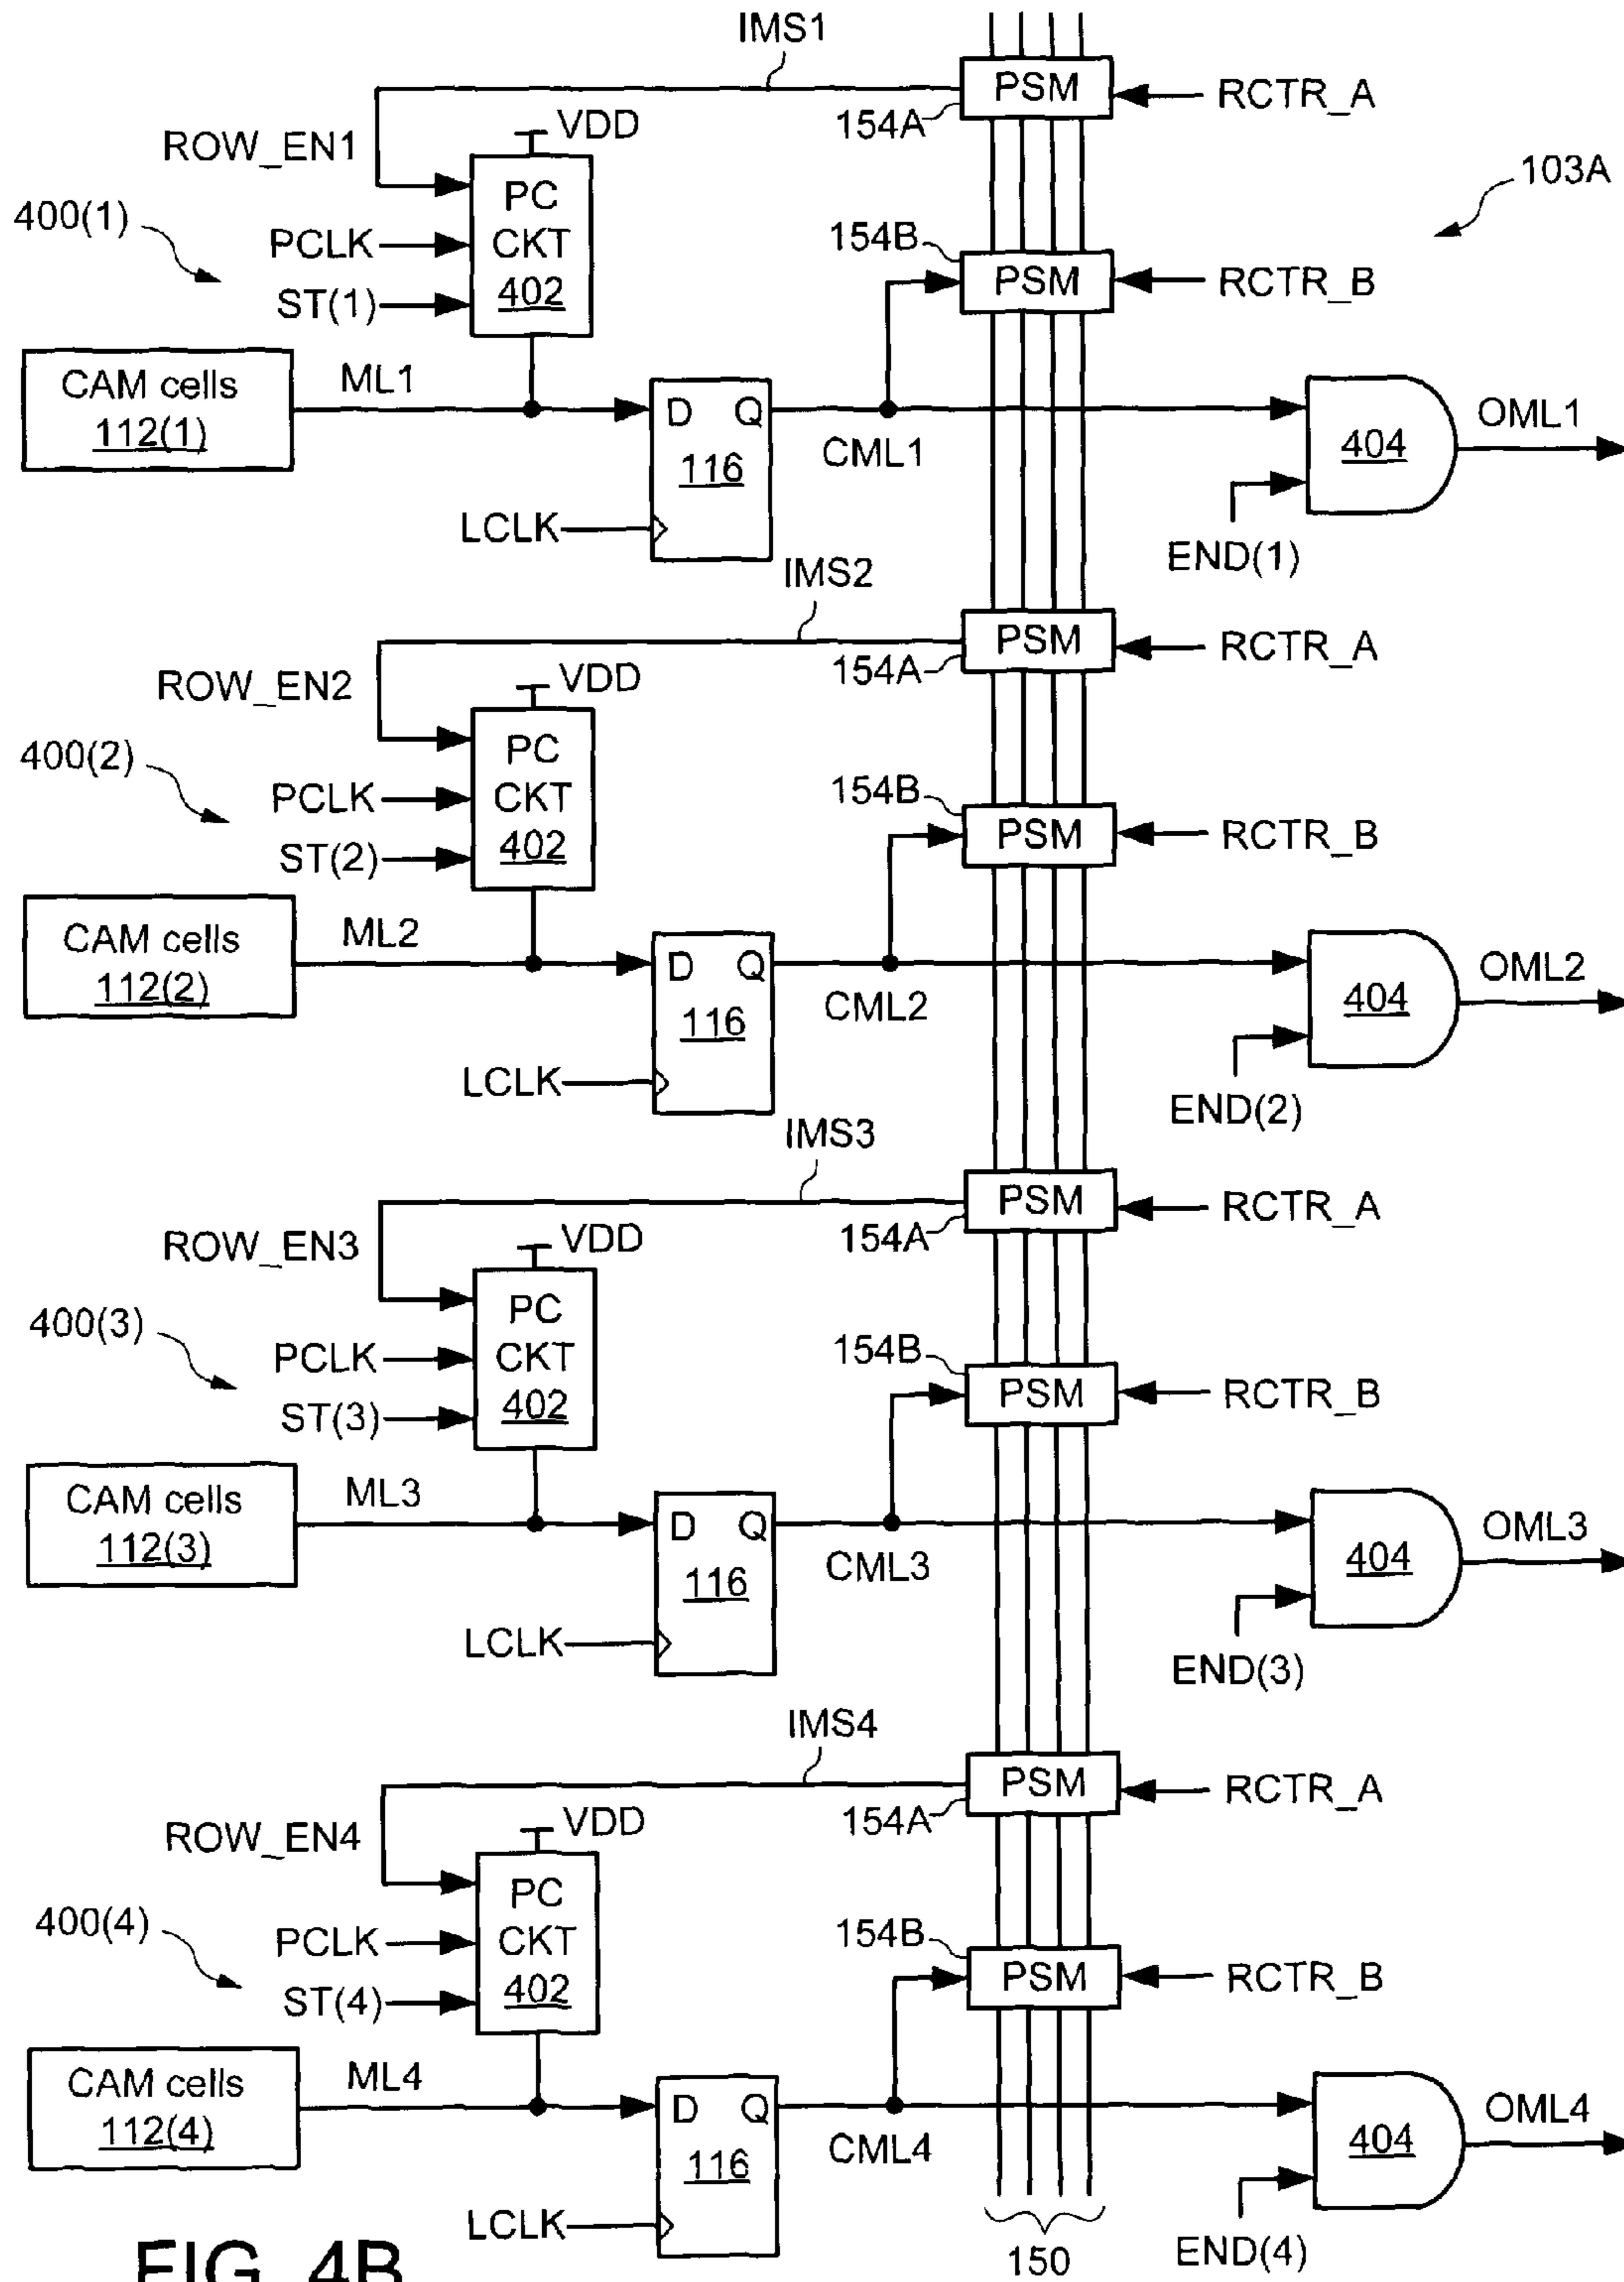 IMS1
PSM
RCTR_A
154A
VDD
ROW_EN1
103A
PC
CKT
402
400(1)
PCLK
ST(1)
154B
PSM
RCTR_B
CAM cells
112(1)
ML1
D Q
116
CML1
404
OML1
LCLK
END(1)
IMS2
PSM
RCTR_A
154A
VDD
ROW_EN2
PC
CKT
402
400(2)
PCLK
ST(2)
154B
PSM
RCTR_B
CAM cells
112(2)
ML2
D Q
116
CML2
404
OML2
LCLK
END(2)
IMS3
PSM
RCTR_A
154A
VDD
ROW_EN3
PC
CKT
402
400(3)
PCLK
ST(3)
154B
PSM
RCTR_B
CAM cells
112(3)
ML3
D Q
116
CML3
404
OML3
LCLK
END(3)
IMS4
PSM
RCTR_A
154A
VDD
ROW_EN4
PC
CKT
402
400(4)
PCLK
ST(4)
154B
PSM
RCTR_B
CAM cells
112(4)
ML4
D Q
116
CML4
404
OML4
LCLK
150
END(4)
FIG. 4B